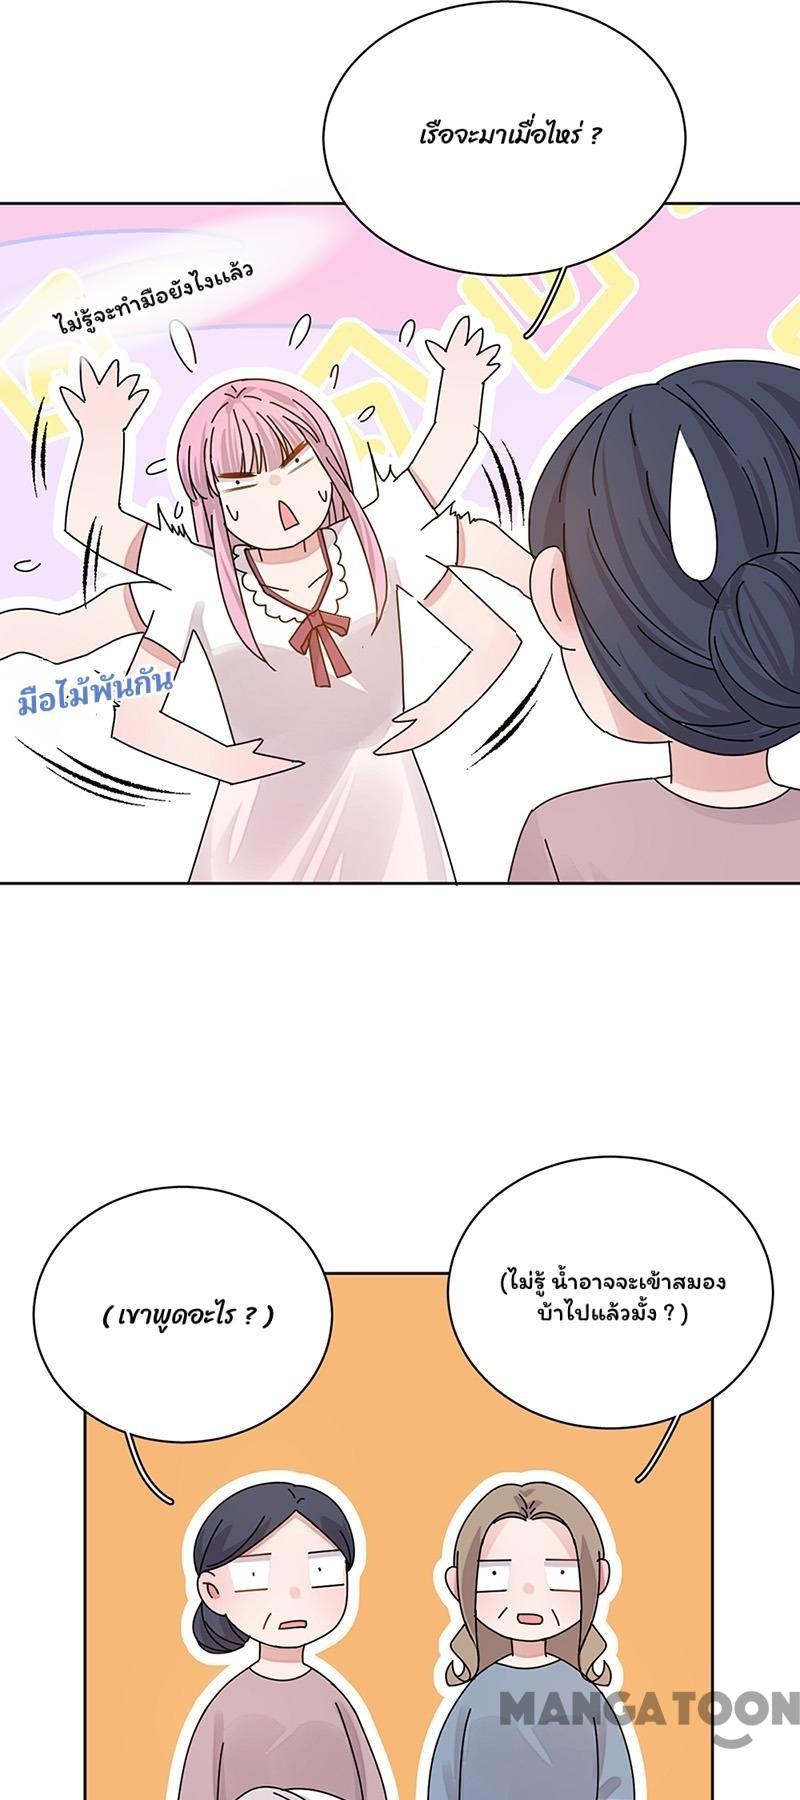 เรือจะมาเมื่อไหร่ ?
ไม่รู้จะทำมือยังไงแล้ว
มือไม้พันกัน
( เขาพูดอะไร ? )
(ไม่รู้ น้ำอาจจะเข้าสมอง
บ้าไปแล้วมั้ง ? )
MANGATOON